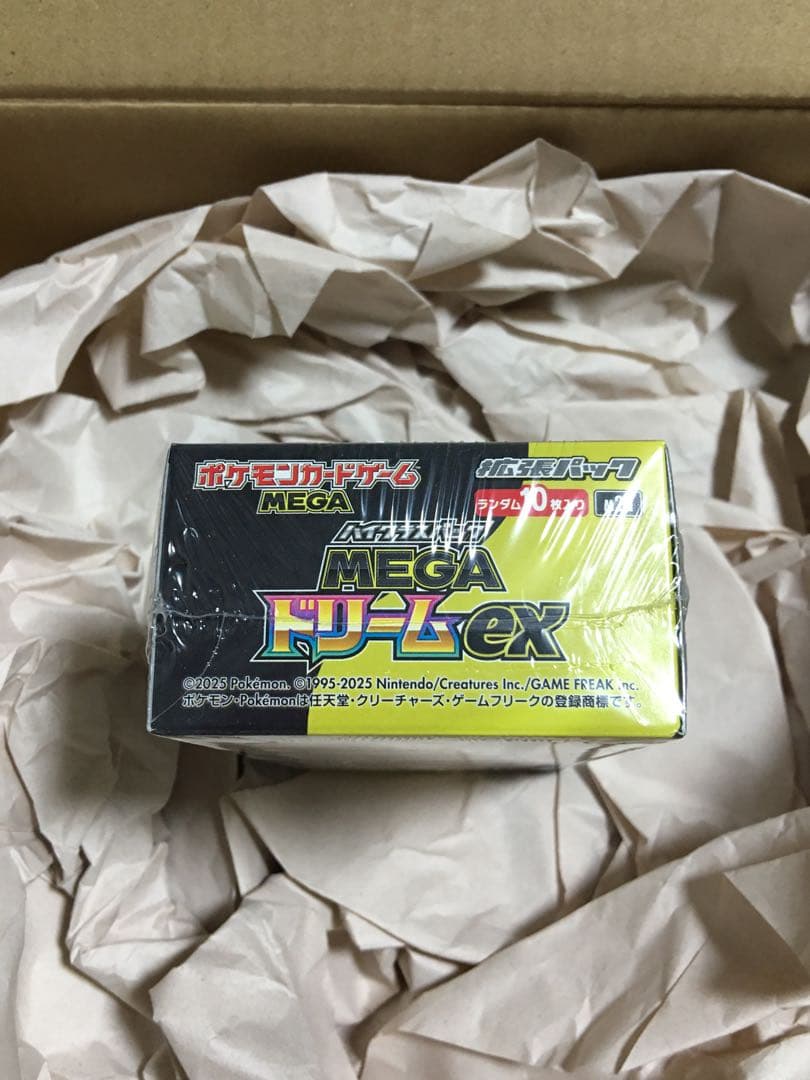 ポケモンカードゲーム
MEGA
拡張パック
ランダム10枚入り
ハイクラスパック
MEGA
ドリームex
©2025 Pokémon. ©1995-2025 Nintendo/Creatures Inc./GAME FREAK inc.
ポケモン・Pokémonは任天堂・クリーチャーズ・ゲームフリークの登録商標です。